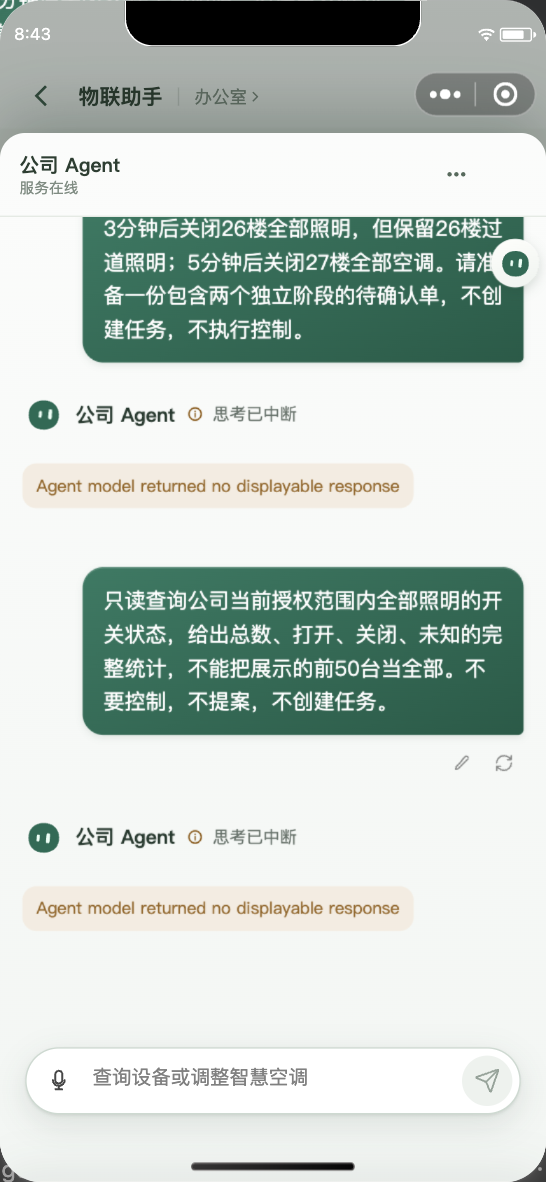 8:43
物联助手
办公室 >
公司 Agent
服务在线
3分钟后关闭26楼全部照明，但保留26楼过
道照明；5分钟后关闭27楼全部空调。请准
备一份包含两个独立阶段的待确认单，不创
建任务，不执行控制。
公司 Agent 思考已中断
Agent model returned no displayable response
只读查询公司当前授权范围内全部照明的开
关状态，给出总数、打开、关闭、未知的完
整统计，不能把展示的前50台当全部。不
要控制，不提案，不创建任务。
公司 Agent 思考已中断
Agent model returned no displayable response
查询设备或调整智慧空调